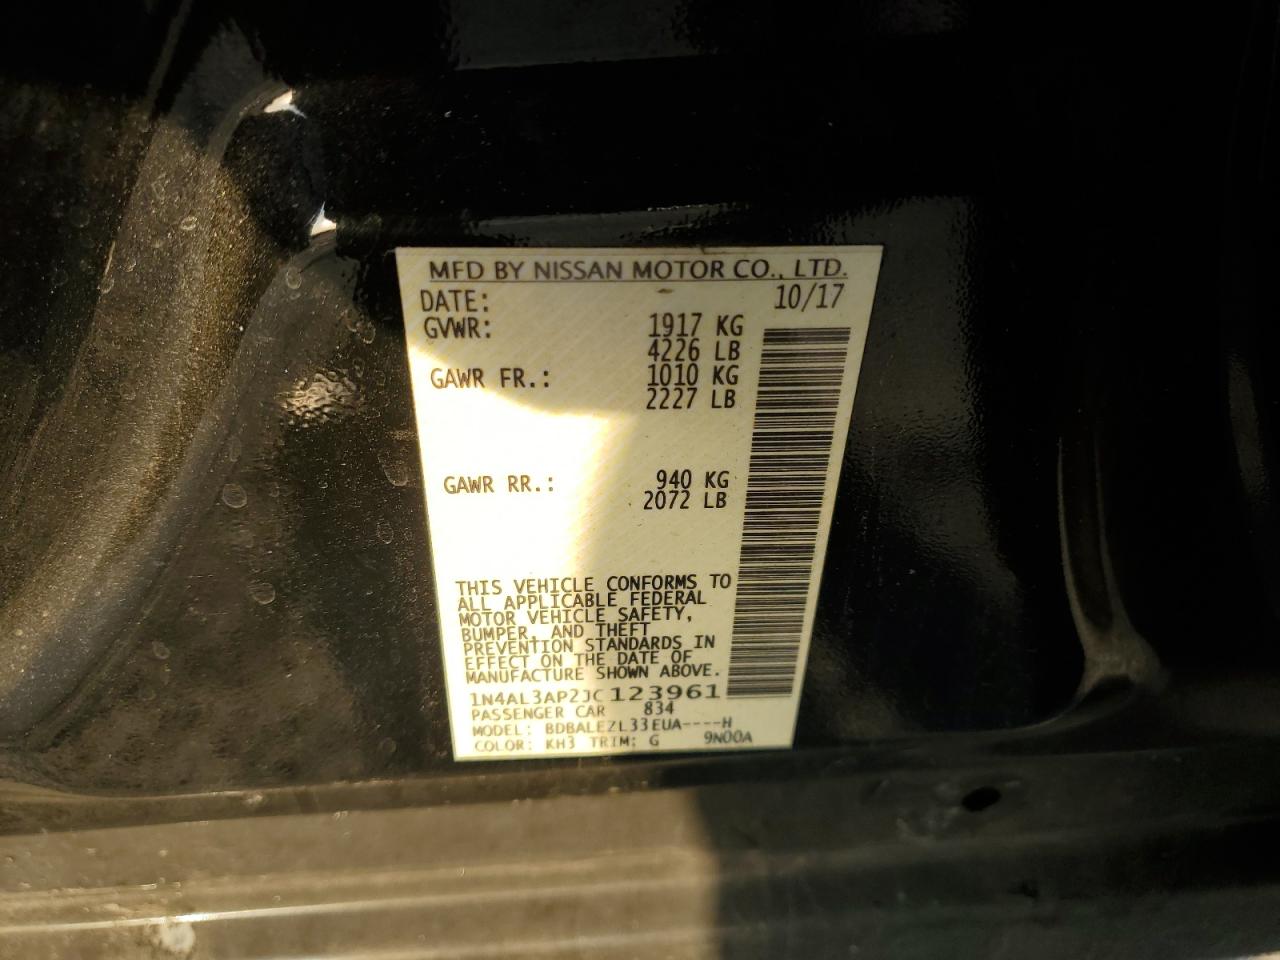 MFD BY NISSAN MOTOR CO., LTD.
DATE: 10/17
GVWR: 1917 KG
4226 LB
GAWR FR.: 1010 KG
2227 LB
GAWR RR.: 940 KG
2072 LB
THIS VEHICLE CONFORMS TO
ALL APPLICABLE FEDERAL
MOTOR VEHICLE SAFETY,
BUMPER, AND THEFT
PREVENTION STANDARDS IN
EFFECT ON THE DATE OF
MANUFACTURE SHOWN ABOVE.
1N4AL3AP2JC123961
PASSENGER CAR 834
MODEL: BDBALEZL33EUA----H
COLOR: KH3 TRIM: G 9N00A